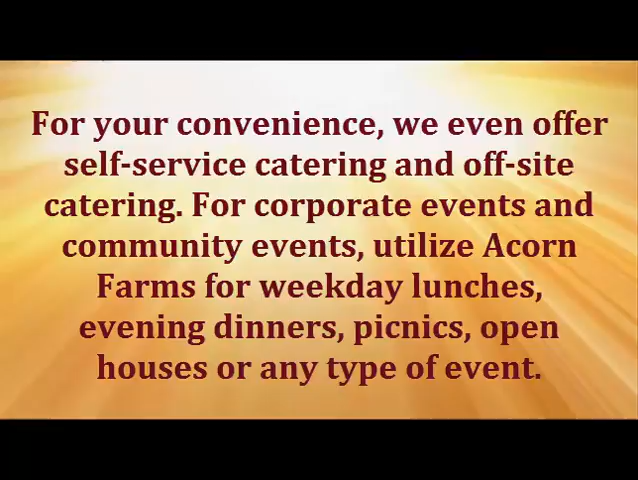 For your convenience, we even offer
self-service catering and off-site
catering. For corporate events and
community events, utilize Acorn
Farms for weekday lunches,
evening dinners, picnics, open
houses or any type of event.